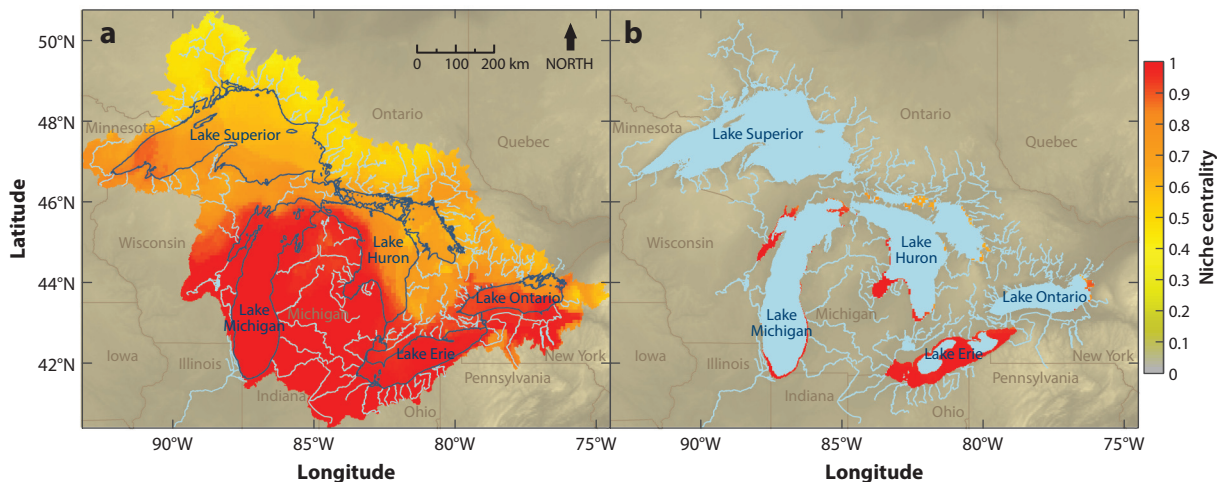 a
b
NORTH
0 100 200 km
50°N
48°N
46°N
44°N
42°N
Latitude
Minnesota
Ontario
Quebec
Lake Superior
Wisconsin
Lake
Huron
Lake Ontario
Michigan
Lake
Michigan
Lake Erie
Iowa
Illinois
Indiana
Ohio
Pennsylvania
New York
90°W
85°W
80°W
75°W
Longitude
Minnesota
Ontario
Quebec
Lake Superior
Wisconsin
Lake
Huron
Lake Ontario
Michigan
Lake
Michigan
Lake Erie
Iowa
Illinois
Indiana
Ohio
Pennsylvania
New York
90°W
85°W
80°W
75°W
Longitude
1
0.9
0.8
0.7
0.6
0.5
0.4
0.3
0.2
0.1
0
Niche centrality